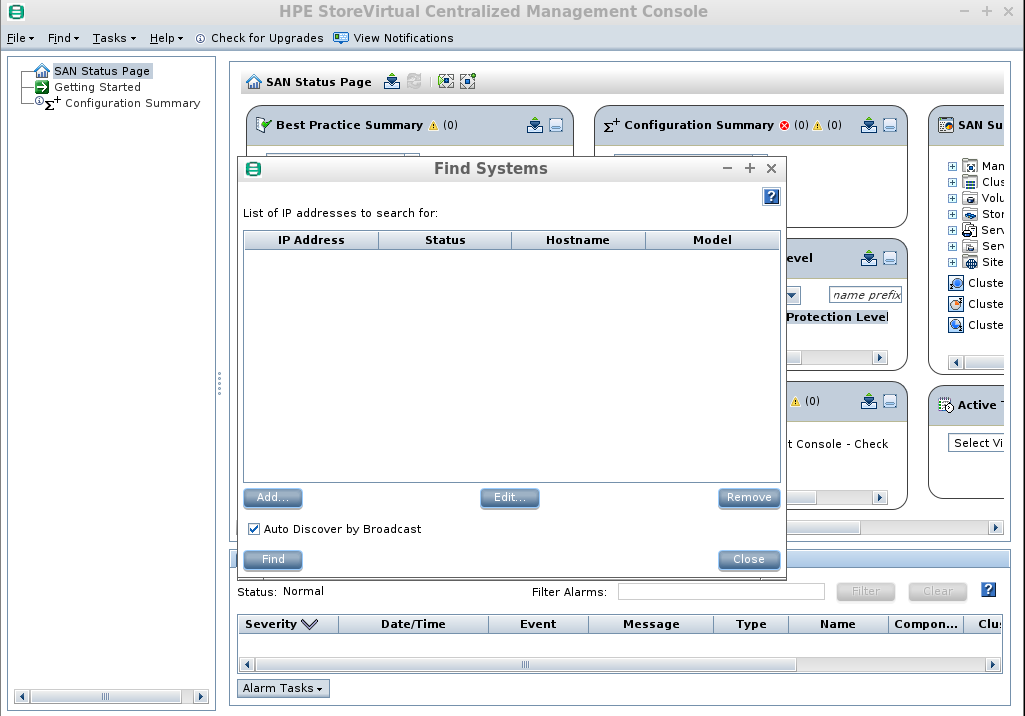 HPE StoreVirtual Centralized Management Console
File Find Tasks Help Check for Upgrades View Notifications
SAN Status Page
Getting Started
Configuration Summary
SAN Status Page
Best Practice Summary (0)
Configuration Summary (0) (0)
SAN Su
Man
Clus
Volu
Stor
Serv
Serv
Site
Cluste
Cluste
Cluste
evel
name prefix
Protection Level
(0)
t Console - Check
Active T
Select Vi
Find Systems
List of IP addresses to search for:
IP Address Status Hostname Model
Add... Edit... Remove
Auto Discover by Broadcast
Find Close
Status: Normal Filter Alarms: Filter Clear
Severity Date/Time Event Message Type Name Compon... Clu
Alarm Tasks